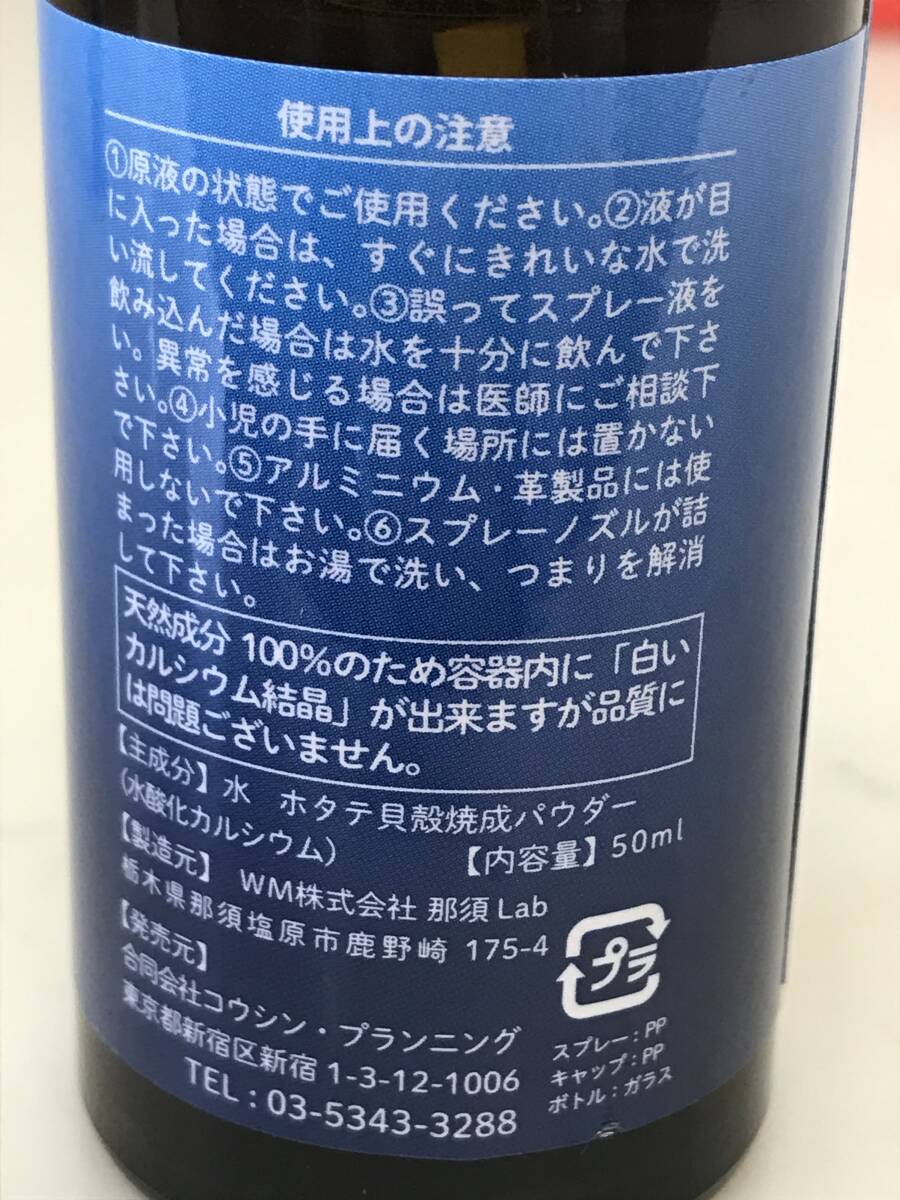 使用上の注意
①原液の状態でご使用ください。②液が目
に入った場合は、すぐにきれいな水で洗
い流してください。③誤ってスプレー液を
飲み込んだ場合は水を十分に飲んで下さ
い。異常を感じる場合は医師にご相談下
さい。④小児の手に届く場所には置かない
で下さい。⑤アルミニウム・革製品には使
用しないで下さい。⑥スプレーノズルが詰
まった場合はお湯で洗い、つまりを解消
して下さい。
天然成分100%のため容器内に「白い
カルシウム結晶」が出来ますが品質に
は問題ございません。
【主成分】水 ホタテ貝殻焼成パウダー
(水酸化カルシウム) 【内容量】50ml
【製造元】 WM株式会社 那須Lab
栃木県那須塩原市鹿野崎 175-4
【発売元】
合同会社コウシン・プランニング
東京都新宿区新宿1-3-12-1006
TEL：03-5343-3288
プラ
スプレー：PP
キャップ：PP
ボトル：ガラス